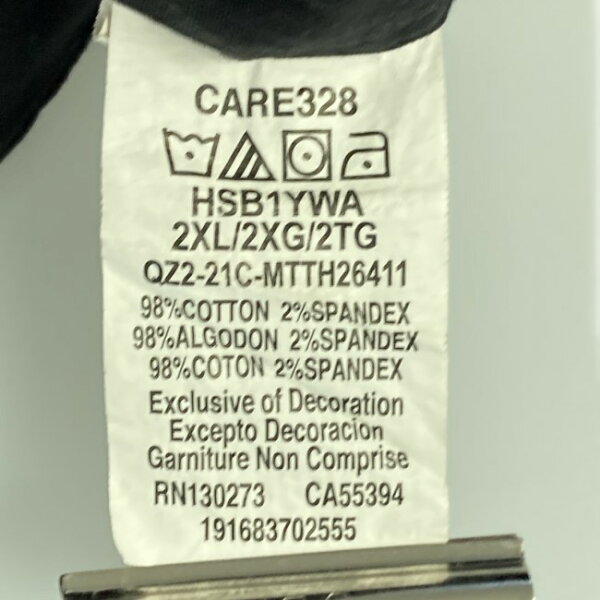 CARE328
HSB1YWA
2XL/2XG/2TG
QZ2-21C-MTTH26411
98%COTTON 2%SPANDEX
98%ALGODON 2%SPANDEX
98%COTON 2%SPANDEX
Exclusive of Decoration
Excepto Decoracion
Garniture Non Comprise
RN130273 CA55394
191683702555